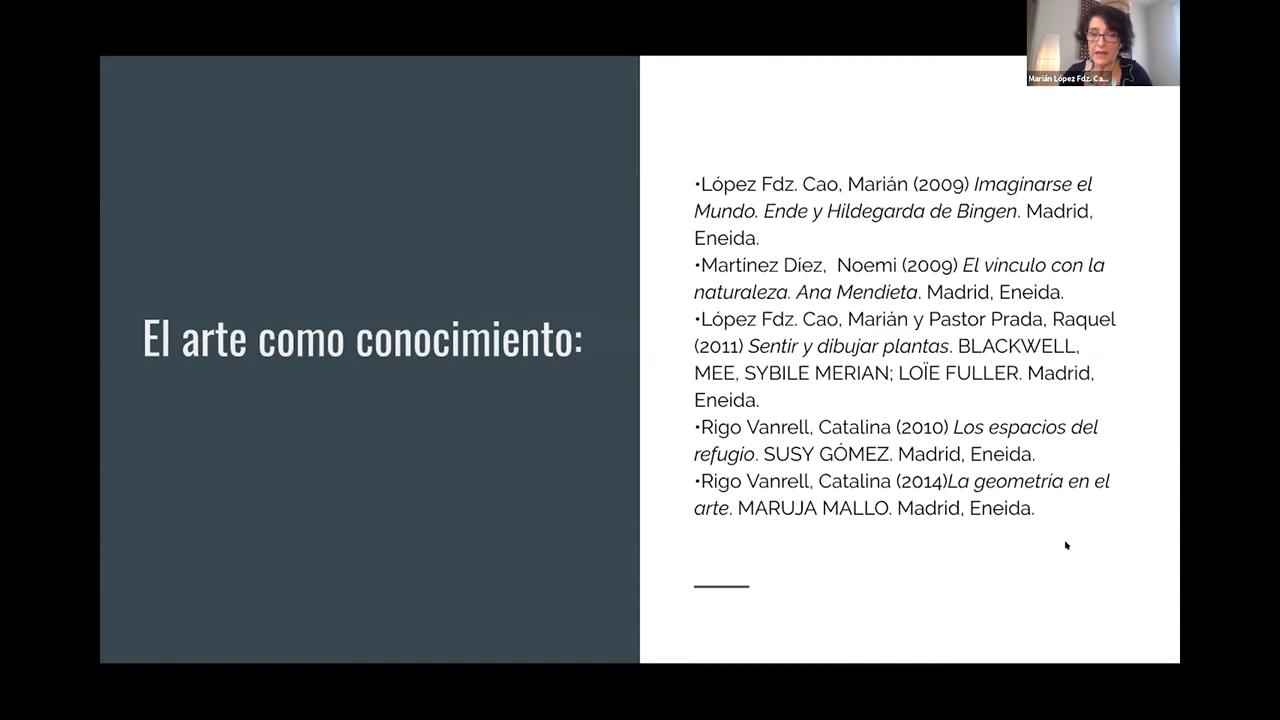 Marián López Fdz. Ca...
El arte como conocimiento:
•López Fdz. Cao, Marián (2009) Imaginarse el
Mundo. Ende y Hildegarda de Bingen. Madrid,
Eneida.
•Martínez Díez,  Noemi (2009) El vínculo con la
naturaleza. Ana Mendieta. Madrid, Eneida.
•López Fdz. Cao, Marián y Pastor Prada, Raquel
(2011) Sentir y dibujar plantas. BLACKWELL,
MEE, SYBILE MERIAN; LOÏE FULLER. Madrid,
Eneida.
•Rigo Vanrell, Catalina (2010) Los espacios del
refugio. SUSY GÓMEZ. Madrid, Eneida.
•Rigo Vanrell, Catalina (2014)La geometría en el
arte. MARUJA MALLO. Madrid, Eneida.